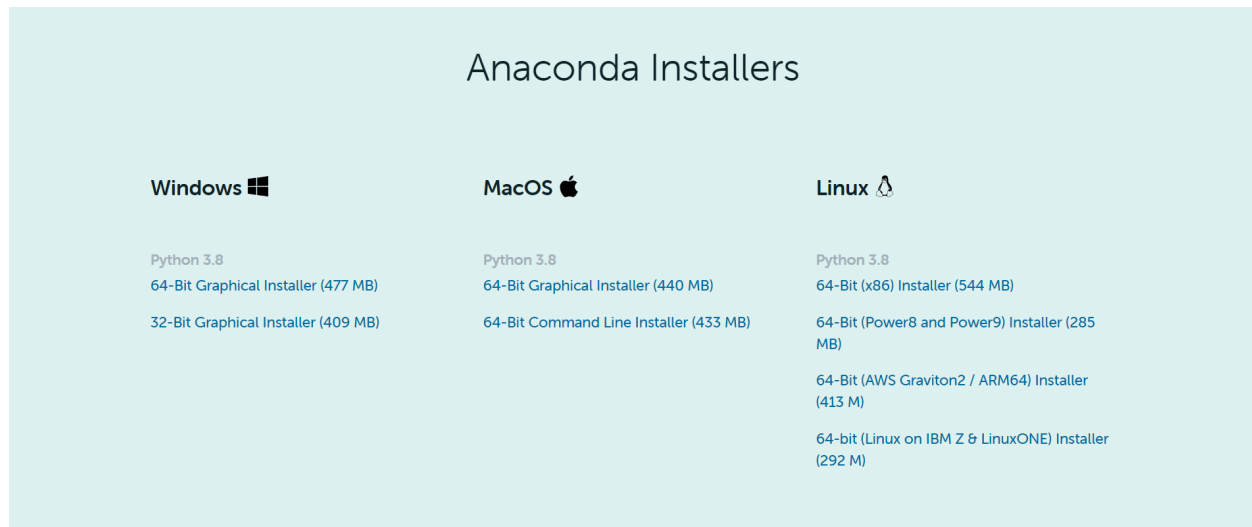 Anaconda Installers
Windows
Python 3.8
64-Bit Graphical Installer (477 MB)
32-Bit Graphical Installer (409 MB)
MacOS
Python 3.8
64-Bit Graphical Installer (440 MB)
64-Bit Command Line Installer (433 MB)
Linux
Python 3.8
64-Bit (x86) Installer (544 MB)
64-Bit (Power8 and Power9) Installer (285
MB)
64-Bit (AWS Graviton2 / ARM64) Installer
(413 M)
64-bit (Linux on IBM Z & LinuxONE) Installer
(292 M)